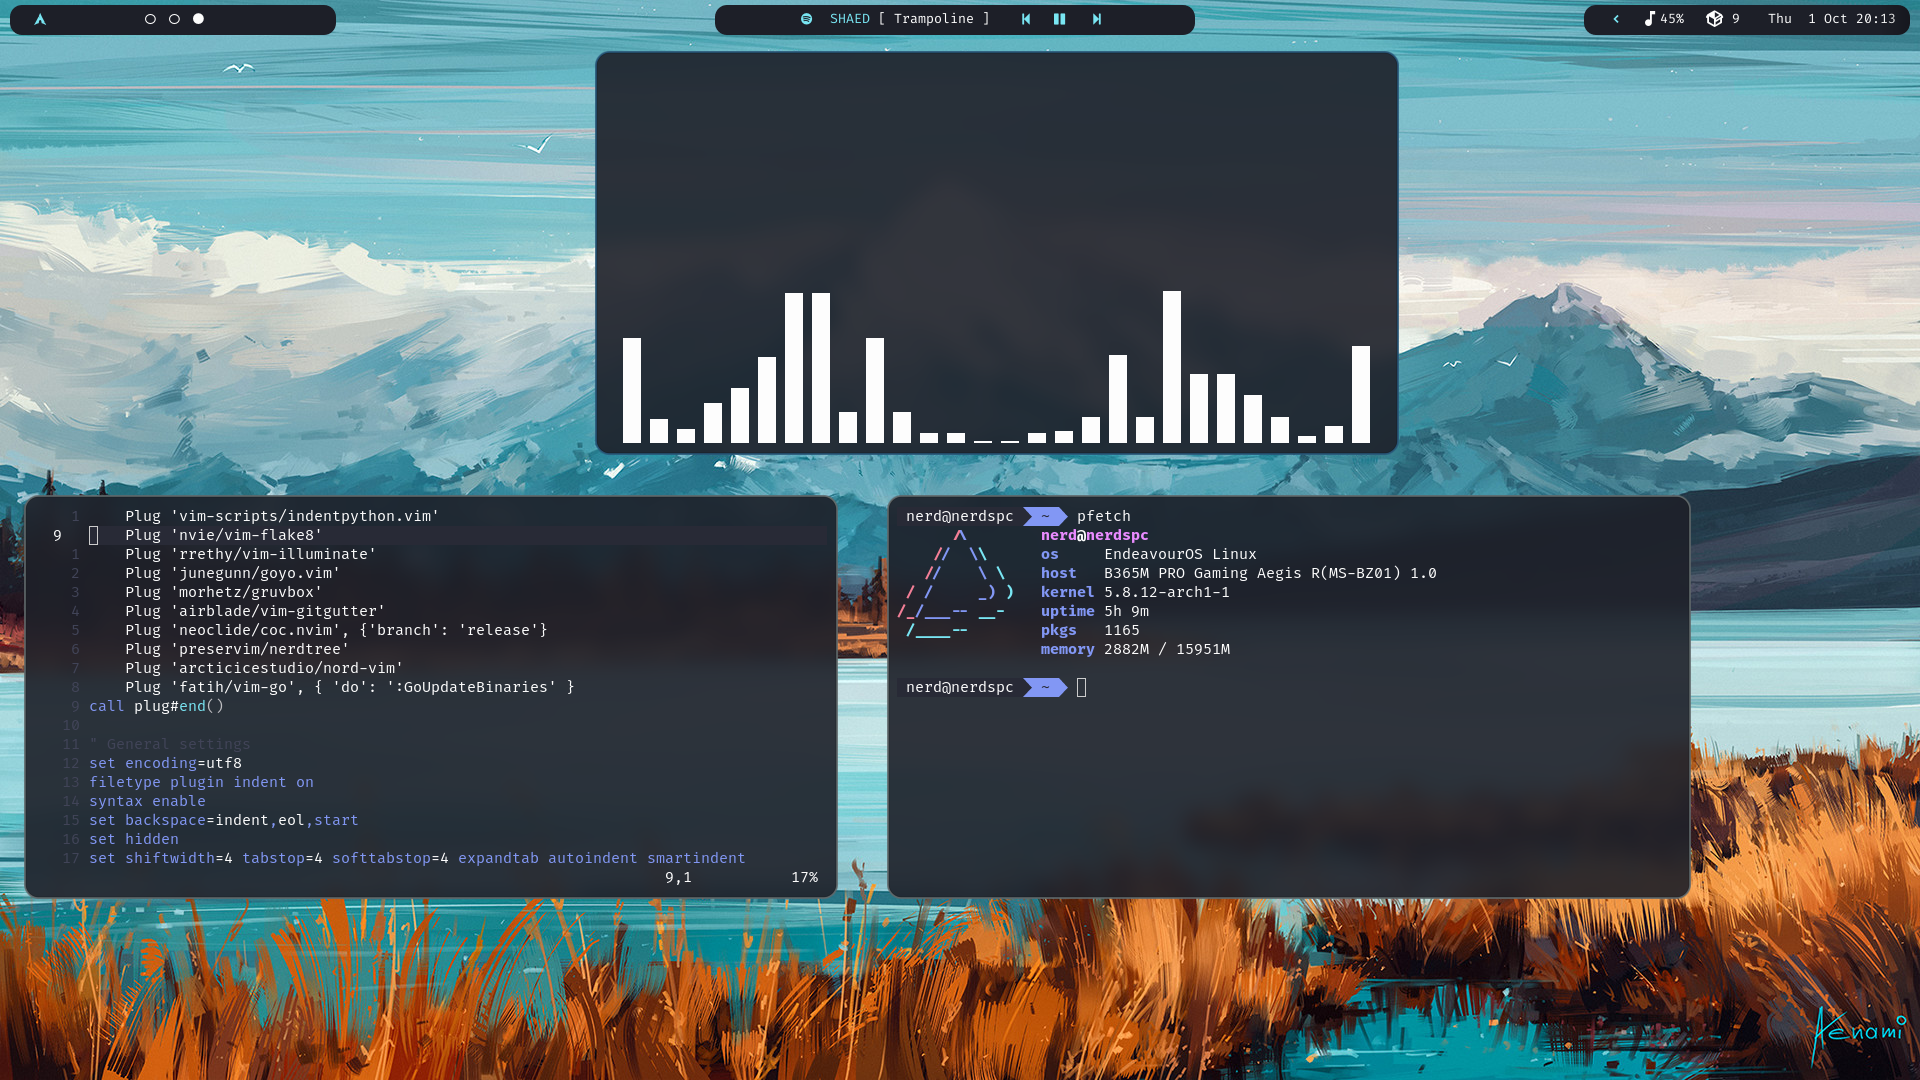 SHAED [ Trampoline ]
45% 9 Thu 1 Oct 20:13
1 Plug 'vim-scripts/indentpython.vim'
9 Plug 'nvie/vim-flake8'
1 Plug 'rrethy/vim-illuminate'
2 Plug 'junegunn/goyo.vim'
3 Plug 'morhetz/gruvbox'
4 Plug 'airblade/vim-gitgutter'
5 Plug 'neoclide/coc.nvim', {'branch': 'release'}
6 Plug 'preservim/nerdtree'
7 Plug 'arcticicestudio/nord-vim'
8 Plug 'fatih/vim-go', { 'do': ':GoUpdateBinaries' }
9 call plug#end()
10
11 " General settings
12 set encoding=utf8
13 filetype plugin indent on
14 syntax enable
15 set backspace=indent,eol,start
16 set hidden
17 set shiftwidth=4 tabstop=4 softtabstop=4 expandtab autoindent smartindent
9,1 17%
nerd@nerdspc ~ pfetch
nerd@nerdspc
os EndeavourOS Linux
host B365M PRO Gaming Aegis R(MS-BZ01) 1.0
kernel 5.8.12-arch1-1
uptime 5h 9m
pkgs 1165
memory 2882M / 15951M
nerd@nerdspc ~
Kenami